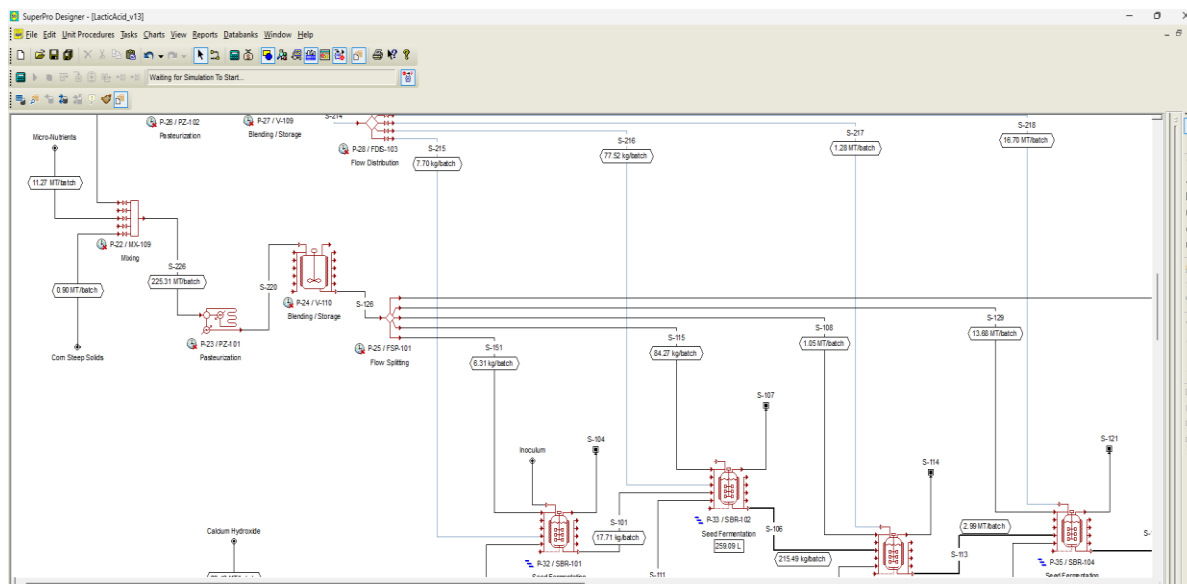 SuperPro Designer - [LacticAcid_v13]
File Edit Unit Procedures Tasks Charts View Reports Databanks Window Help
Waiting for Simulation To Start...
P-26 / PZ-102
Pasteurization
P-27 / V-109
Blending / Storage
S-214
P-28 / FDIS-103
Flow Distribution
S-215
7.70 kg/batch
S-216
77.52 kg/batch
S-217
1.28 MT/batch
S-218
16.70 MT/batch
Micro-Nutrients
11.27 MT/batch
P-22 / MX-109
Mixing
0.90 MT/batch
Corn Steep Solids
S-226
225.31 MT/batch
P-23 / PZ-101
Pasteurization
S-220
P-24 / V-110
Blending / Storage
S-126
P-25 / FSP-101
Flow Splitting
S-151
6.31 kg/batch
S-115
84.27 kg/batch
S-108
1.05 MT/batch
S-129
13.68 MT/batch
Inoculum
S-104
S-107
S-114
S-121
Calcium Hydroxide
P-32 / SBR-101
Seed Fermentation
S-101
17.71 kg/batch
S-111
P-33 / SBR-102
Seed Fermentation
259.09 L
S-106
215.49 kg/batch
S-113
2.99 MT/batch
P-35 / SBR-104
Seed Fermentation